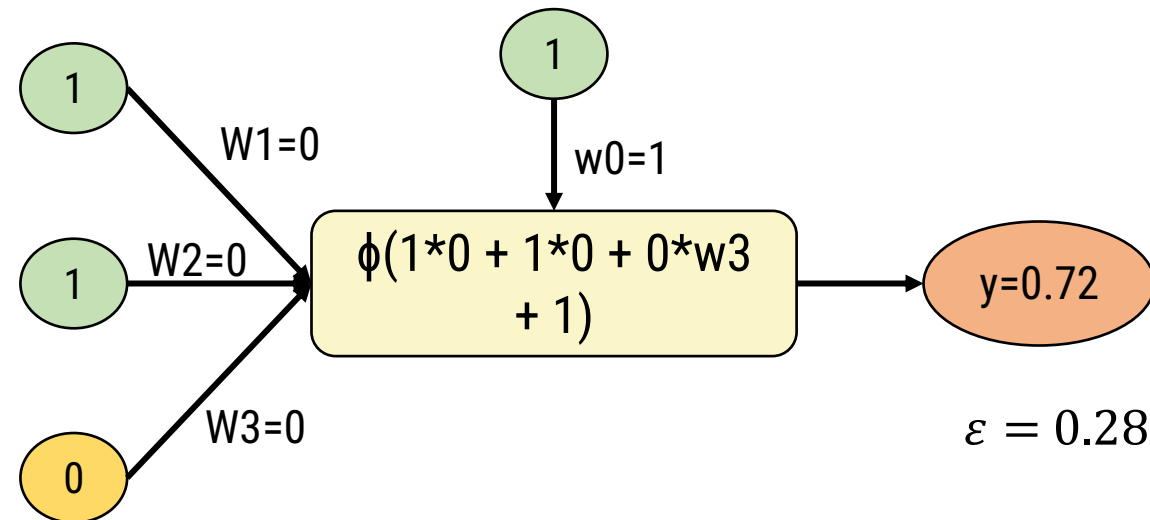 1
1
W1=0
w0=1
1
W2=0
ϕ(1*0 + 1*0 + 0*w3
+ 1)
y=0.72
W3=0
ε = 0.28
0